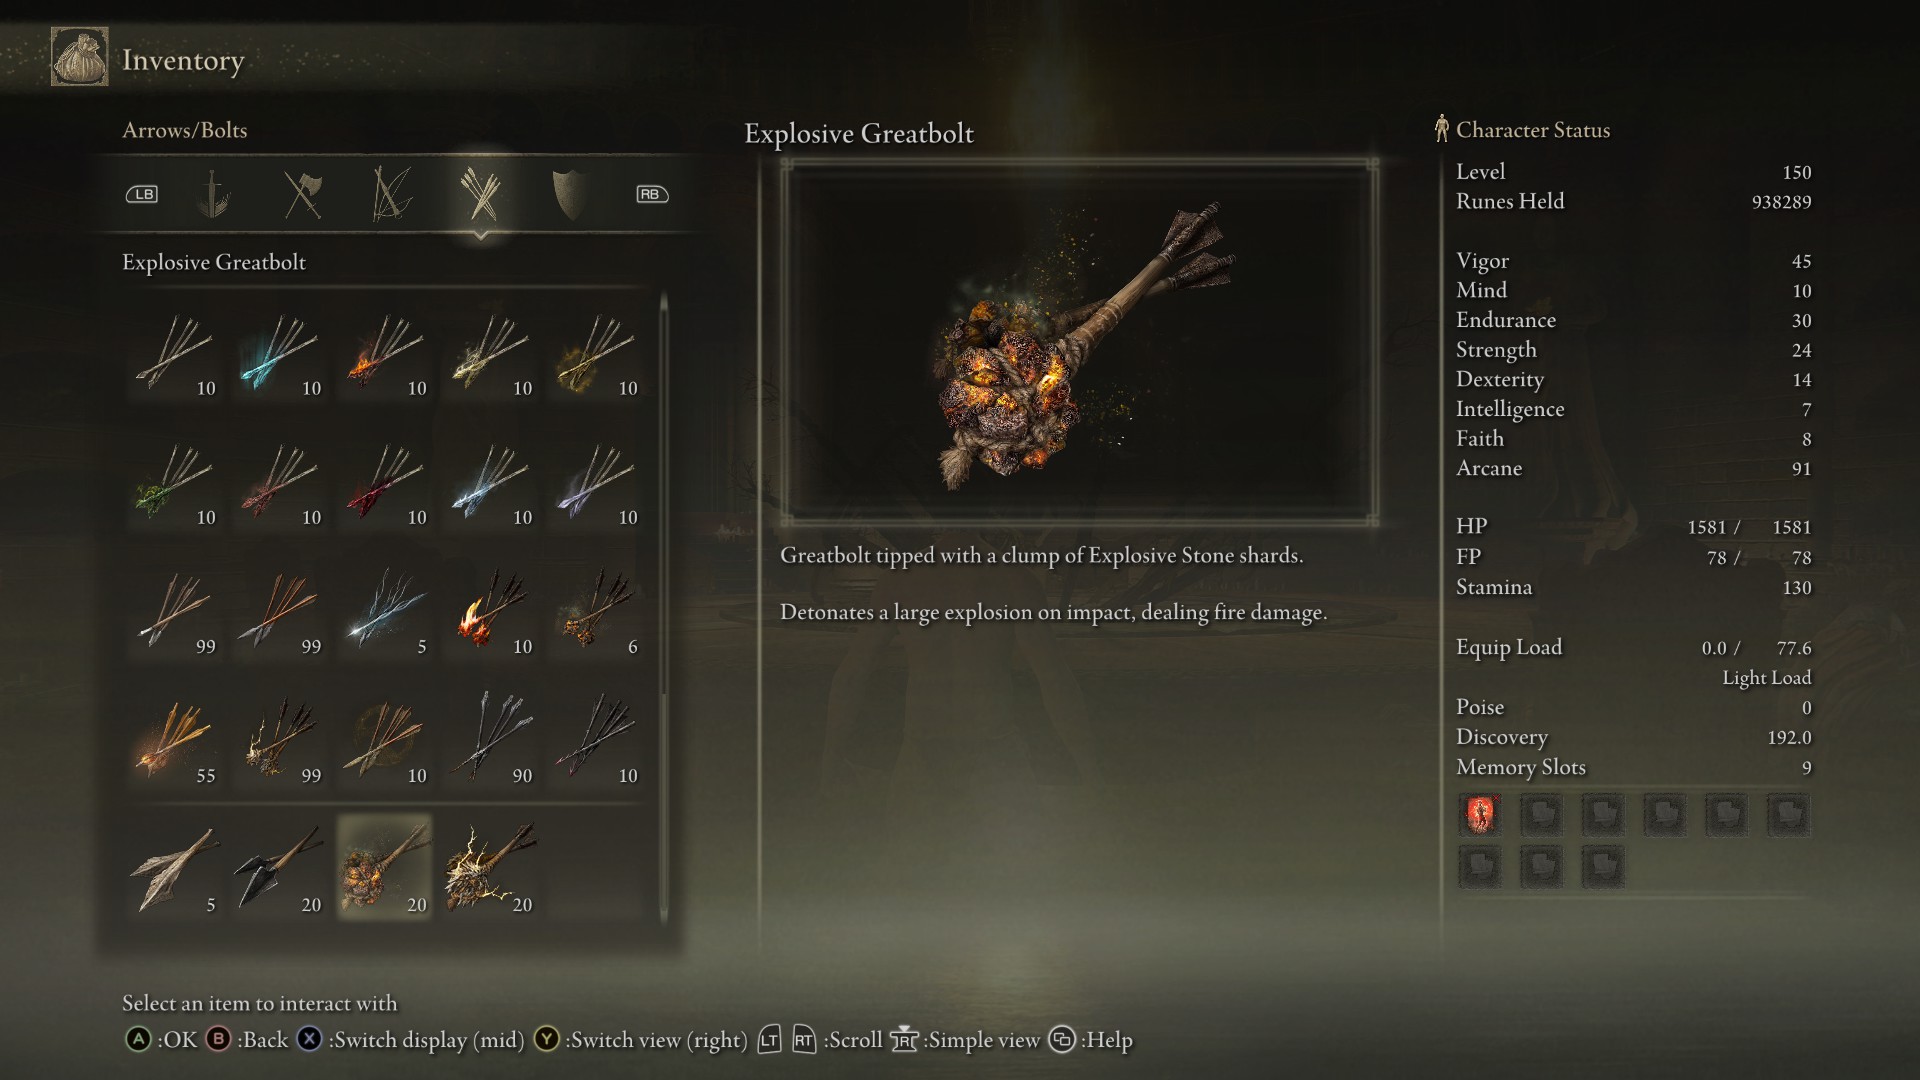 Inventory
Arrows/Bolts
LB
RB
Explosive Greatbolt
10 10 10 10 10
10 10 10 10 10
99 99 5 10 6
55 99 10 90 10
5 20 20 20
Explosive Greatbolt
Greatbolt tipped with a clump of Explosive Stone shards.
Detonates a large explosion on impact, dealing fire damage.
Character Status
Level 150
Runes Held 938289
Vigor 45
Mind 10
Endurance 30
Strength 24
Dexterity 14
Intelligence 7
Faith 8
Arcane 91
HP 1581 / 1581
FP 78 / 78
Stamina 130
Equip Load 0.0 / 77.6
Light Load
Poise 0
Discovery 192.0
Memory Slots 9
Select an item to interact with
A :OK B :Back X :Switch display (mid) Y :Switch view (right) LT RT :Scroll R :Simple view :Help